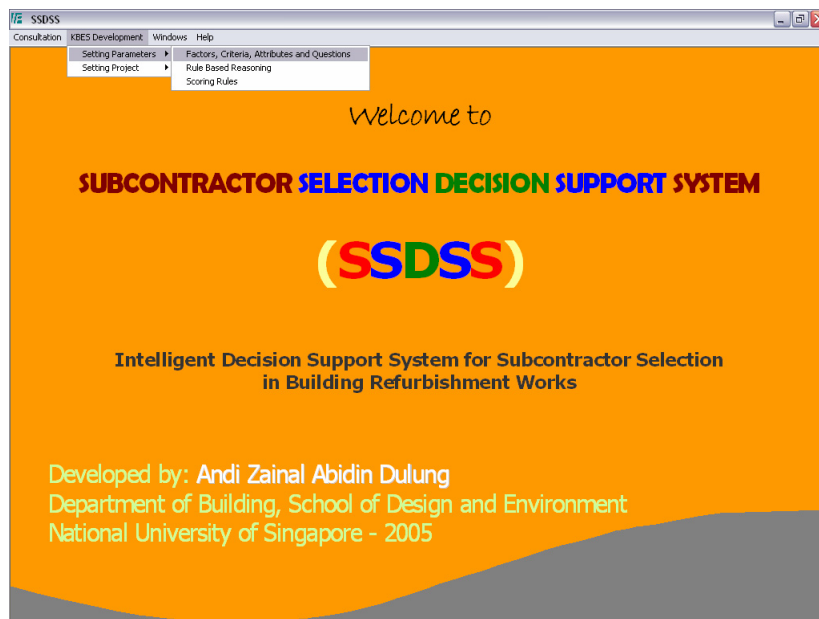 SSDSS
Consultation KBES Development Windows Help
Setting Parameters Factors, Criteria, Attributes and Questions
Setting Project Rule Based Reasoning
Scoring Rules
Welcome to
SUBCONTRACTOR SELECTION DECISION SUPPORT SYSTEM
(SSDSS)
Intelligent Decision Support System for Subcontractor Selection
in Building Refurbishment Works
Developed by: Andi Zainal Abidin Dulung
Department of Building, School of Design and Environment
National University of Singapore - 2005